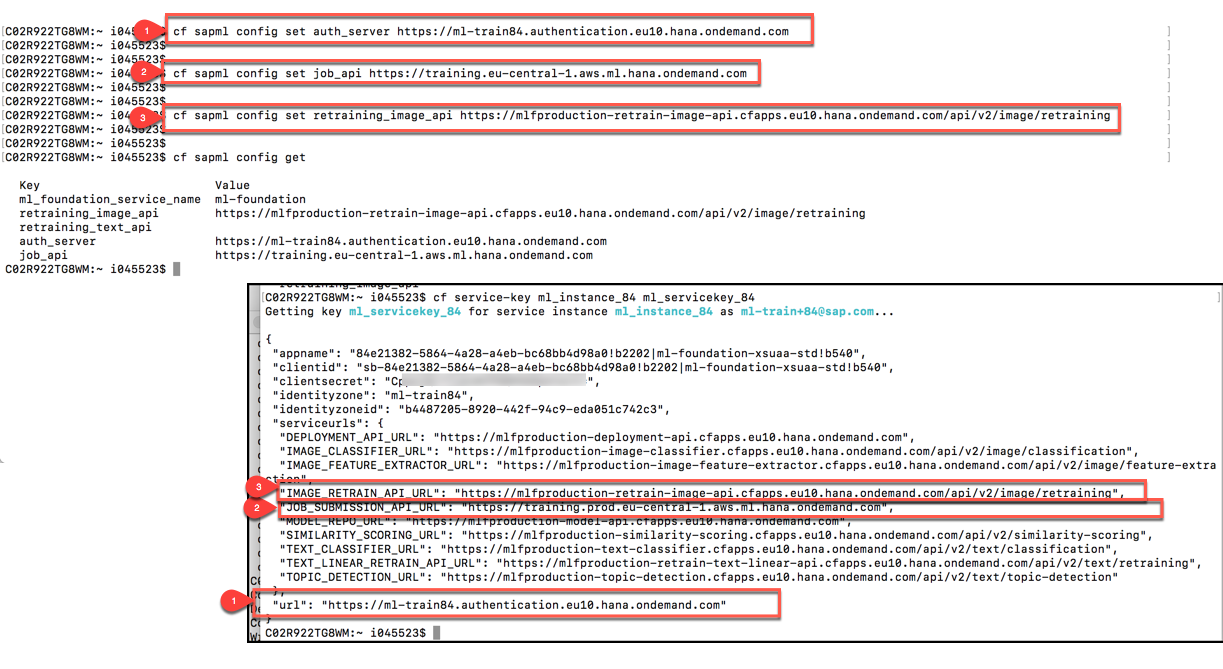 C02R922TG8WM:~ i045523$ cf sapml config set auth_server https://ml-train84.authentication.eu10.hana.ondemand.com
1
C02R922TG8WM:~ i045523$
C02R922TG8WM:~ i045523$
C02R922TG8WM:~ i045523$ cf sapml config set job_api https://training.eu-central-1.aws.ml.hana.ondemand.com
2
C02R922TG8WM:~ i045523$
C02R922TG8WM:~ i045523$
C02R922TG8WM:~ i045523$ cf sapml config set retraining_image_api https://mlfproduction-retrain-image-api.cfapps.eu10.hana.ondemand.com/api/v2/image/retraining
3
C02R922TG8WM:~ i045523$
C02R922TG8WM:~ i045523$
C02R922TG8WM:~ i045523$ cf sapml config get
Key Value
ml_foundation_service_name ml-foundation
retraining_image_api https://mlfproduction-retrain-image-api.cfapps.eu10.hana.ondemand.com/api/v2/image/retraining
retraining_text_api
auth_server https://ml-train84.authentication.eu10.hana.ondemand.com
job_api https://training.eu-central-1.aws.ml.hana.ondemand.com
C02R922TG8WM:~ i045523$
C02R922TG8WM:~ i045523$ cf service-key ml_instance_84 ml_servicekey_84
Getting key ml_servicekey_84 for service instance ml_instance_84 as ml-train+84@sap.com...
{
"appname": "84e21382-5864-4a28-a4eb-bc68bb4d98a0!b2202|ml-foundation-xsuaa-std!b540",
"clientid": "sb-84e21382-5864-4a28-a4eb-bc68bb4d98a0!b2202|ml-foundation-xsuaa-std!b540",
"clientsecret": "Cp",
"identityzone": "ml-train84",
"identityzoneid": "b4487205-8920-442f-94c9-eda051c742c3",
"serviceurls": {
"DEPLOYMENT_API_URL": "https://mlfproduction-deployment-api.cfapps.eu10.hana.ondemand.com",
"IMAGE_CLASSIFIER_URL": "https://mlfproduction-image-classifier.cfapps.eu10.hana.ondemand.com/api/v2/image/classification",
"IMAGE_FEATURE_EXTRACTOR_URL": "https://mlfproduction-image-feature-extractor.cfapps.eu10.hana.ondemand.com/api/v2/image/feature-extra
ction",
3
"IMAGE_RETRAIN_API_URL": "https://mlfproduction-retrain-image-api.cfapps.eu10.hana.ondemand.com/api/v2/image/retraining",
2
"JOB_SUBMISSION_API_URL": "https://training.prod.eu-central-1.aws.ml.hana.ondemand.com",
"MODEL_REPO_URL": "https://mlfproduction-model-api.cfapps.eu10.hana.ondemand.com",
"SIMILARITY_SCORING_URL": "https://mlfproduction-similarity-scoring.cfapps.eu10.hana.ondemand.com/api/v2/similarity-scoring",
"TEXT_CLASSIFIER_URL": "https://mlfproduction-text-classifier.cfapps.eu10.hana.ondemand.com/api/v2/text/classification",
"TEXT_LINEAR_RETRAIN_API_URL": "https://mlfproduction-retrain-text-linear-api.cfapps.eu10.hana.ondemand.com/api/v2/text/retraining",
"TOPIC_DETECTION_URL": "https://mlfproduction-topic-detection.cfapps.eu10.hana.ondemand.com/api/v2/text/topic-detection"
},
1
"url": "https://ml-train84.authentication.eu10.hana.ondemand.com"
}
C02R922TG8WM:~ i045523$